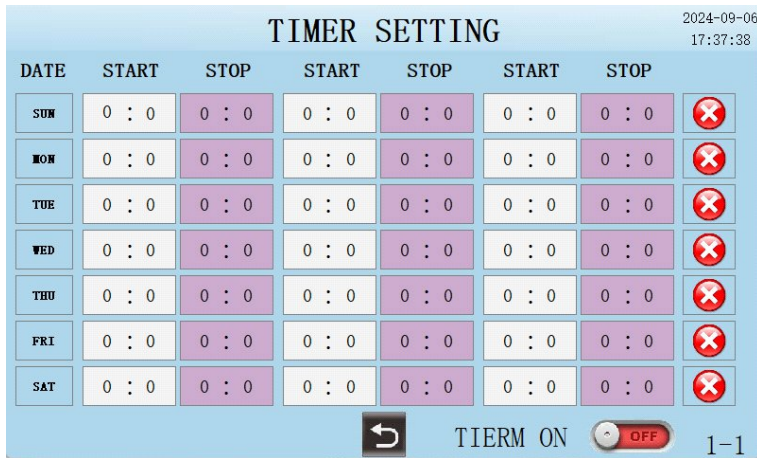 TIMER SETTING
2024-09-06
17:37:38
DATE START STOP START STOP START STOP
SUN 0 : 0 0 : 0 0 : 0 0 : 0 0 : 0 0 : 0
MON 0 : 0 0 : 0 0 : 0 0 : 0 0 : 0 0 : 0
TUE 0 : 0 0 : 0 0 : 0 0 : 0 0 : 0 0 : 0
WED 0 : 0 0 : 0 0 : 0 0 : 0 0 : 0 0 : 0
THU 0 : 0 0 : 0 0 : 0 0 : 0 0 : 0 0 : 0
FRI 0 : 0 0 : 0 0 : 0 0 : 0 0 : 0 0 : 0
SAT 0 : 0 0 : 0 0 : 0 0 : 0 0 : 0 0 : 0
TIERM ON OFF 1-1